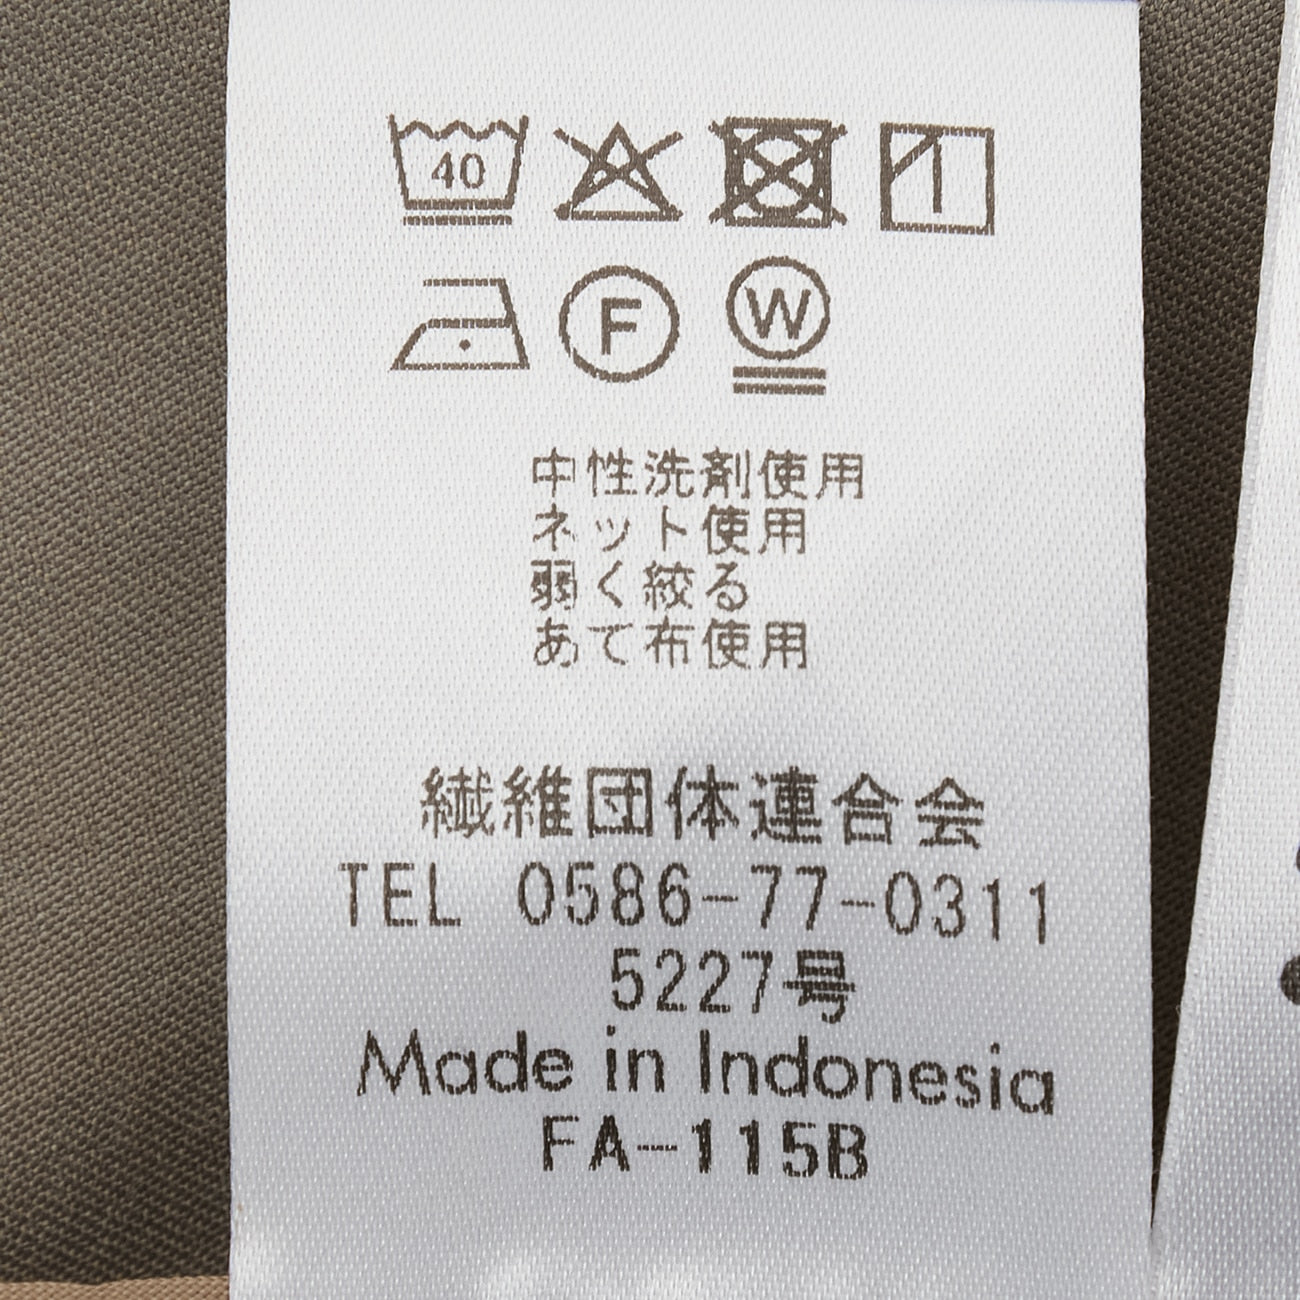 40
F W
中性洗剤使用
ネット使用
弱く絞る
あて布使用
繊維団体連合会
TEL 0586-77-0311
5227号
Made in Indonesia
FA-115B